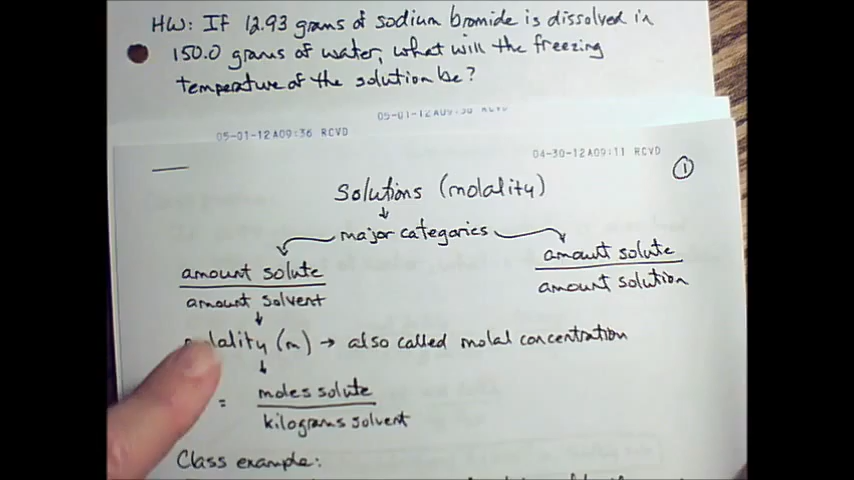 HW: If 12.93 grams of sodium bromide is dissolved in
150.0 grams of water, what will the freezing
temperature of the solution be?
05-01-12A09:36 RCVD
04-30-12A09:11 RCVD
1
Solutions (molality)
major categories
amount solute
amount solvent
amount solute
amount solution
(m) → also called molal concentration
= moles solute
kilograms solvent
Class example: